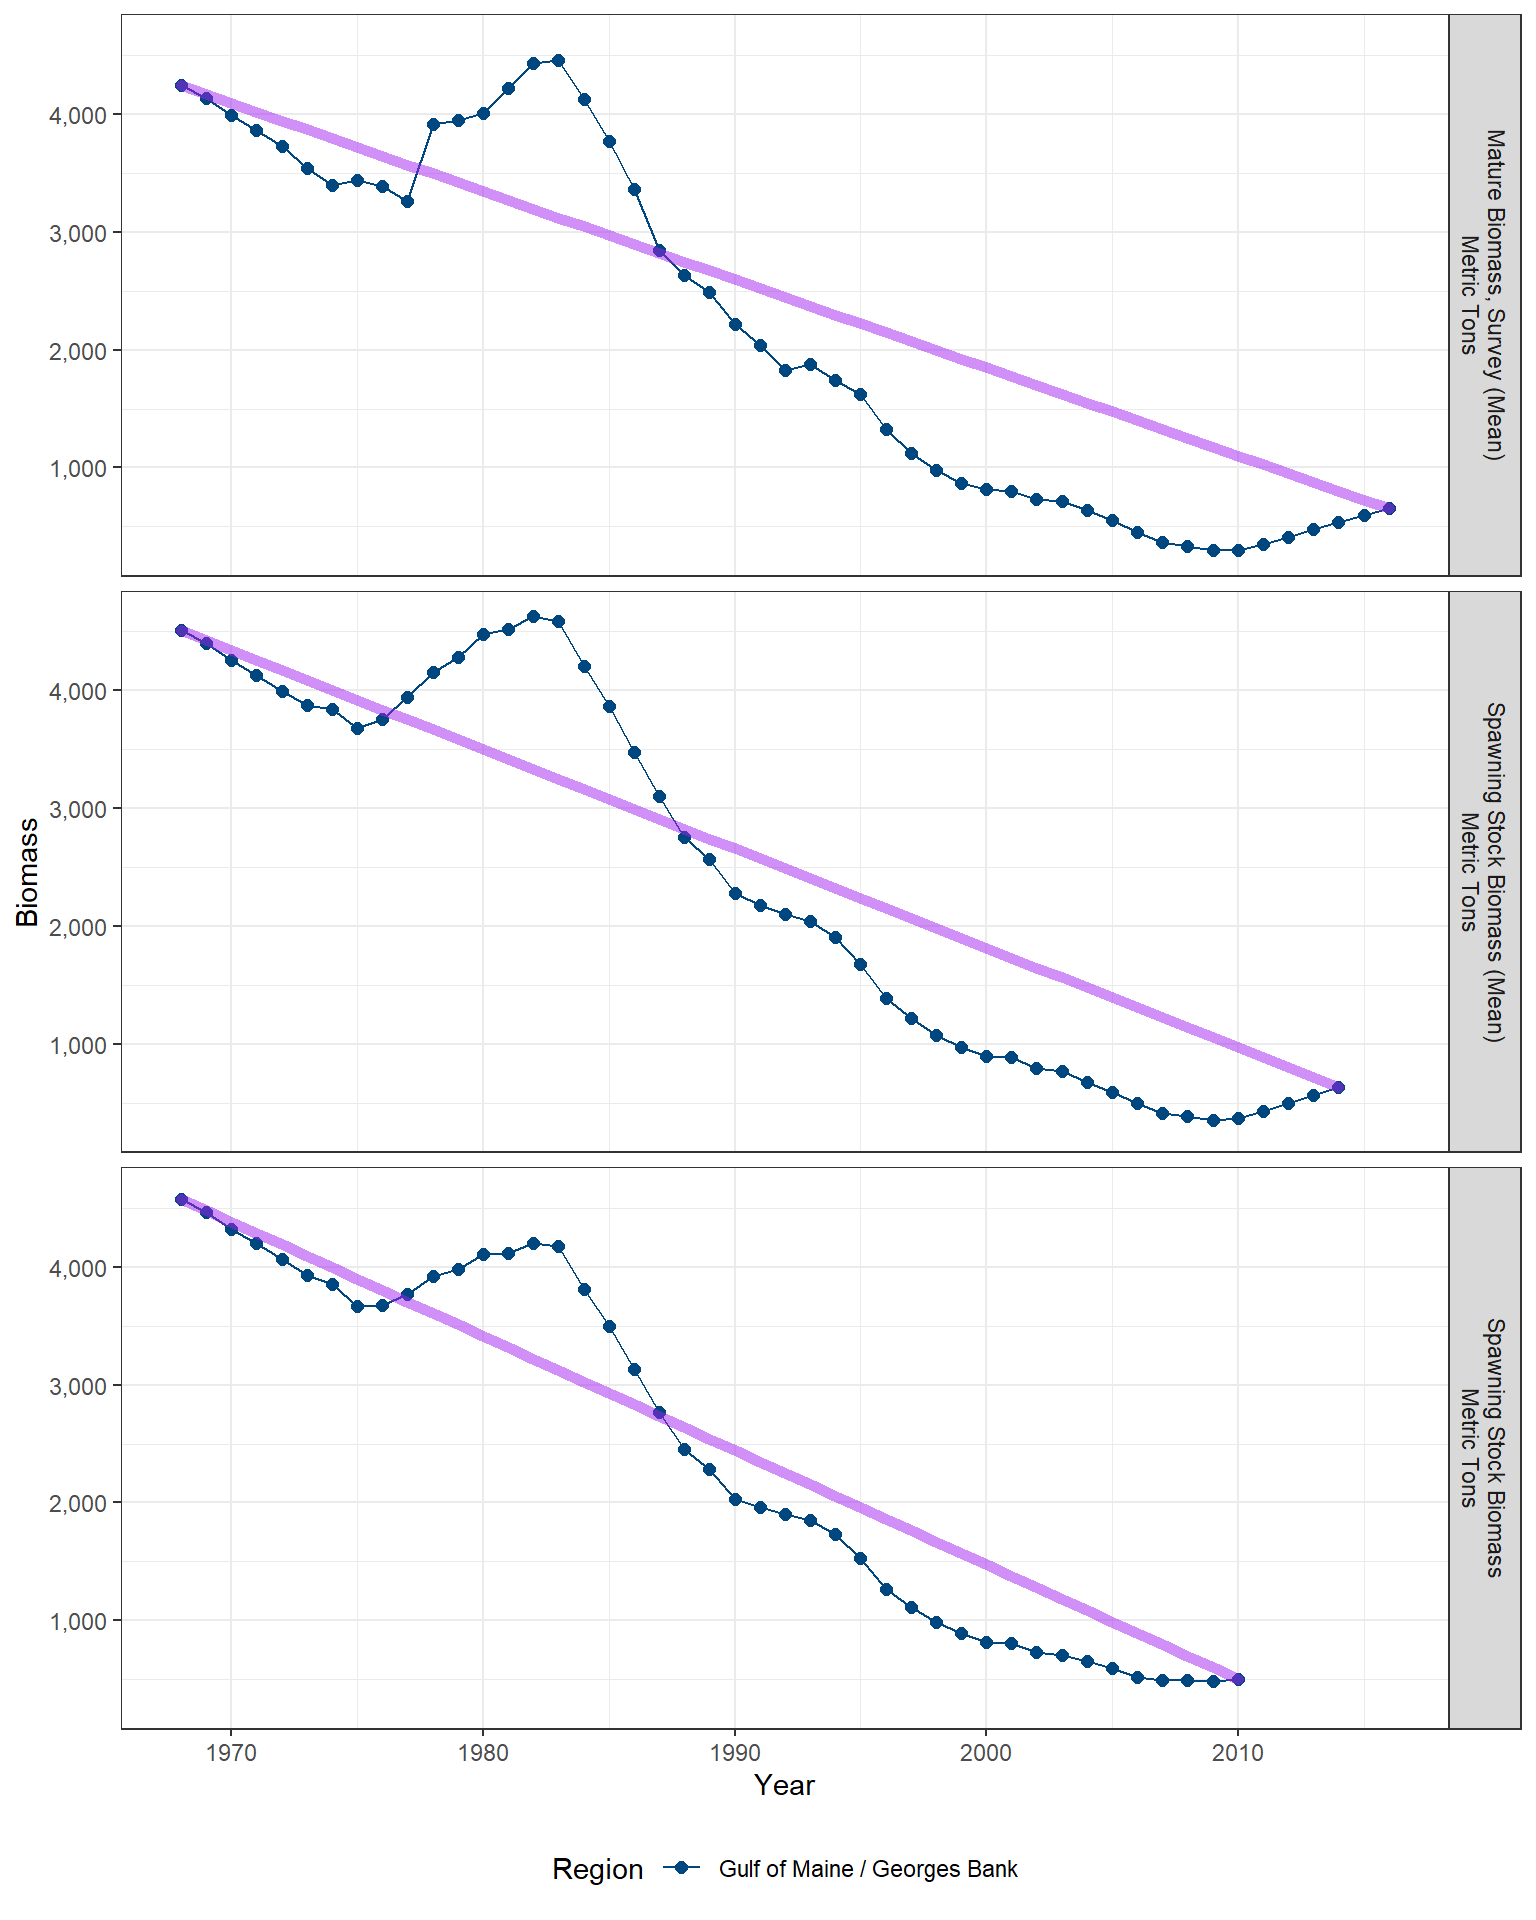 4,000
3,000
2,000
1,000
Mature Biomass, Survey (Mean)
Metric Tons
4,000
3,000
2,000
1,000
Spawning Stock Biomass (Mean)
Metric Tons
4,000
3,000
2,000
1,000
Spawning Stock Biomass
Metric Tons
Biomass
1970 1980 1990 2000 2010
Year
Region Gulf of Maine / Georges Bank